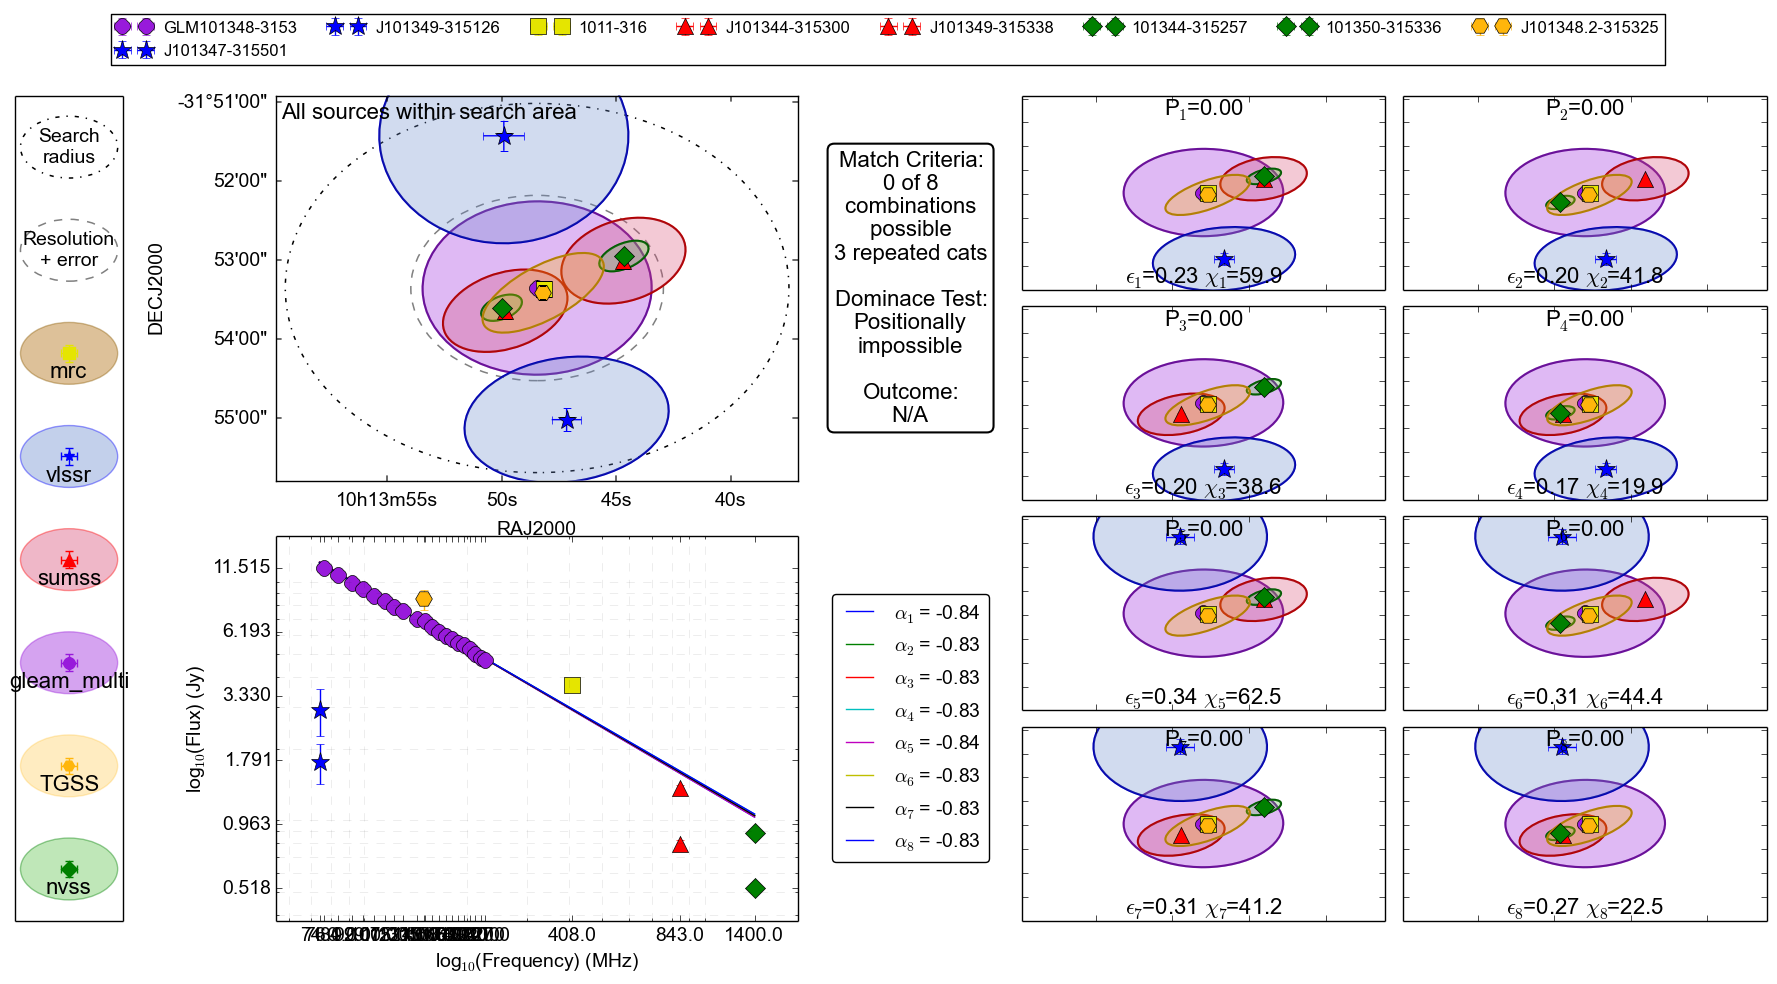 GLM101348-3153 J101349-315126 1011-316 J101344-315300 J101349-315338 101344-315257 101350-315336 J101348.2-315325
J101347-315501
Search
radius
Resolution
+ error
mrc
vlssr
sumss
gleam_multi
TGSS
nvss
All sources within search area
DECJ2000
-31°51'00"
52'00"
53'00"
54'00"
55'00"
10h13m55s 50s 45s 40s
RAJ2000
Match Criteria:
0 of 8
combinations
possible
3 repeated cats
Dominace Test:
Positionally
impossible
Outcome:
N/A
log10(Flux) (Jy)
11.515
6.193
3.330
1.791
0.963
0.518
408.0 843.0 1400.0
log10(Frequency) (MHz)
α1 = -0.84
α2 = -0.83
α3 = -0.83
α4 = -0.83
α5 = -0.84
α6 = -0.83
α7 = -0.83
α8 = -0.83
P1=0.00
ϵ1=0.23 χ1=59.9
P2=0.00
ϵ2=0.20 χ2=41.8
P3=0.00
ϵ3=0.20 χ3=38.6
P4=0.00
ϵ4=0.17 χ4=19.9
P5=0.00
ϵ5=0.34 χ5=62.5
P6=0.00
ϵ6=0.31 χ6=44.4
P7=0.00
ϵ7=0.31 χ7=41.2
P8=0.00
ϵ8=0.27 χ8=22.5